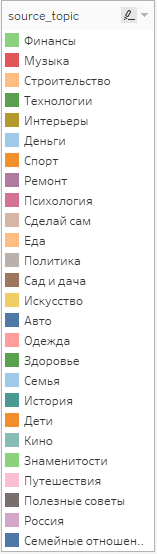 source_topic
Финансы
Музыка
Строительство
Технологии
Интерьеры
Деньги
Спорт
Ремонт
Психология
Сделай сам
Еда
Политика
Сад и дача
Искусство
Авто
Одежда
Здоровье
Семья
История
Дети
Кино
Знаменитости
Путешествия
Полезные советы
Россия
Семейные отношен..